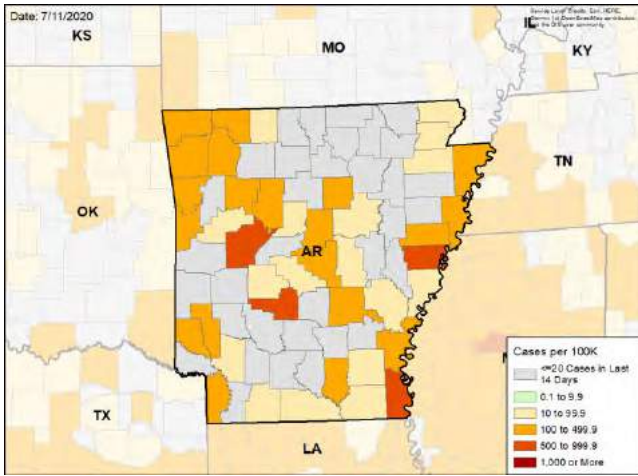 Date: 7/11/2020
KS
MO
IL
KY
TN
OK
AR
TX
LA
Cases per 100K
<=20 Cases in Last
14 Days
0.1 to 9.9
10 to 99.9
100 to 499.9
500 to 999.9
1,000 or More